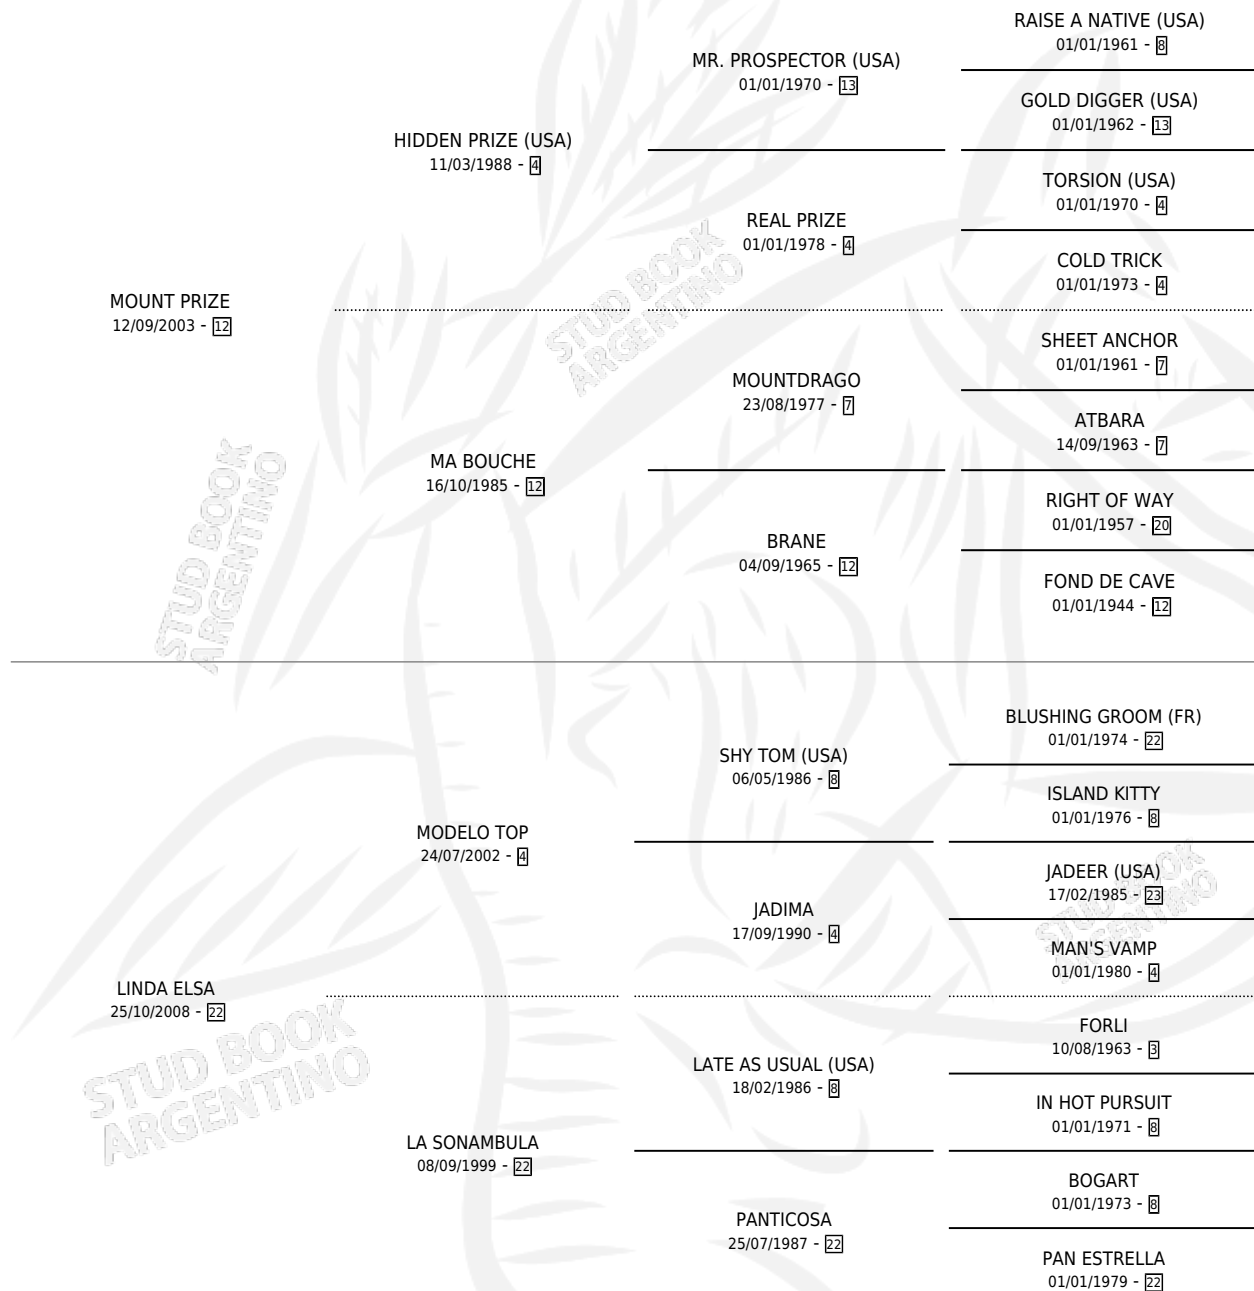 RAISE A NATIVE (USA)
01/01/1961 - 8
MR. PROSPECTOR (USA)
01/01/1970 - 13
GOLD DIGGER (USA)
01/01/1962 - 13
HIDDEN PRIZE (USA)
11/03/1988 - 4
TORSION (USA)
01/01/1970 - 4
REAL PRIZE
01/01/1978 - 4
COLD TRICK
01/01/1973 - 4
MOUNT PRIZE
12/09/2003 - 12
SHEET ANCHOR
01/01/1961 - 7
MOUNTDRAGO
23/08/1977 - 7
ATBARA
14/09/1963 - 7
MA BOUCHE
16/10/1985 - 12
RIGHT OF WAY
01/01/1957 - 20
BRANE
04/09/1965 - 12
FOND DE CAVE
01/01/1944 - 12
BLUSHING GROOM (FR)
01/01/1974 - 22
SHY TOM (USA)
06/05/1986 - 8
ISLAND KITTY
01/01/1976 - 8
MODELO TOP
24/07/2002 - 4
JADEER (USA)
17/02/1985 - 23
JADIMA
17/09/1990 - 4
MAN'S VAMP
01/01/1980 - 4
LINDA ELSA
25/10/2008 - 22
FORLI
10/08/1963 - 3
LATE AS USUAL (USA)
18/02/1986 - 8
IN HOT PURSUIT
01/01/1971 - 8
LA SONAMBULA
08/09/1999 - 22
BOGART
01/01/1973 - 8
PANTICOSA
25/07/1987 - 22
PAN ESTRELLA
01/01/1979 - 22
STUD BOOK
ARGENTINO
STUD BOOK
ARGENTINO
STUD BOOK
ARGENTINO
STUD BOOK
ARGENTINO